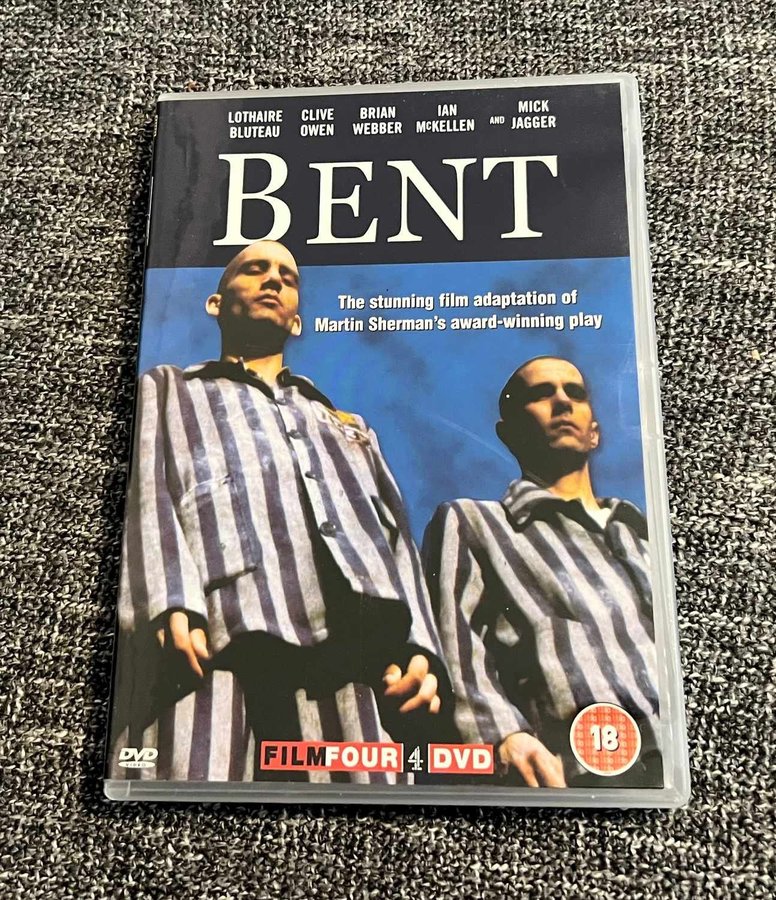 LOTHAIRE CLIVE BRIAN IAN MICK
BLUTEAU OWEN WEBBER McKELLEN AND JAGGER
BENT
The stunning film adaptation of
Martin Sherman's award-winning play
DVD
VIDEO
FILMFOUR 4 DVD
18